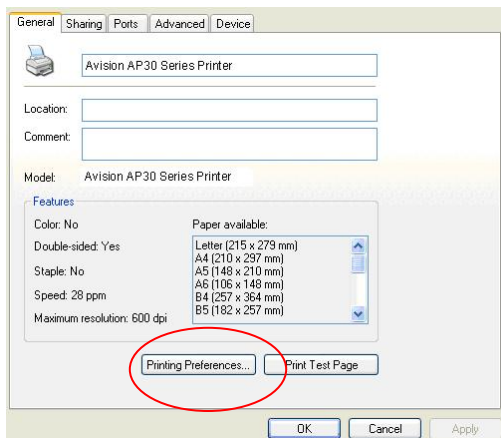 General Sharing Ports Advanced Device
Avision AP30 Series Printer
Location:
Comment:
Model: Avision AP30 Series Printer
Features
Color: No
Double-sided: Yes
Staple: No
Speed: 28 ppm
Maximum resolution: 600 dpi
Paper available:
Letter (215 x 279 mm)
A4 (210 x 297 mm)
A5 (148 x 210 mm)
A6 (106 x 148 mm)
B4 (257 x 364 mm)
B5 (182 x 257 mm)
Printing Preferences... Print Test Page
OK Cancel Apply